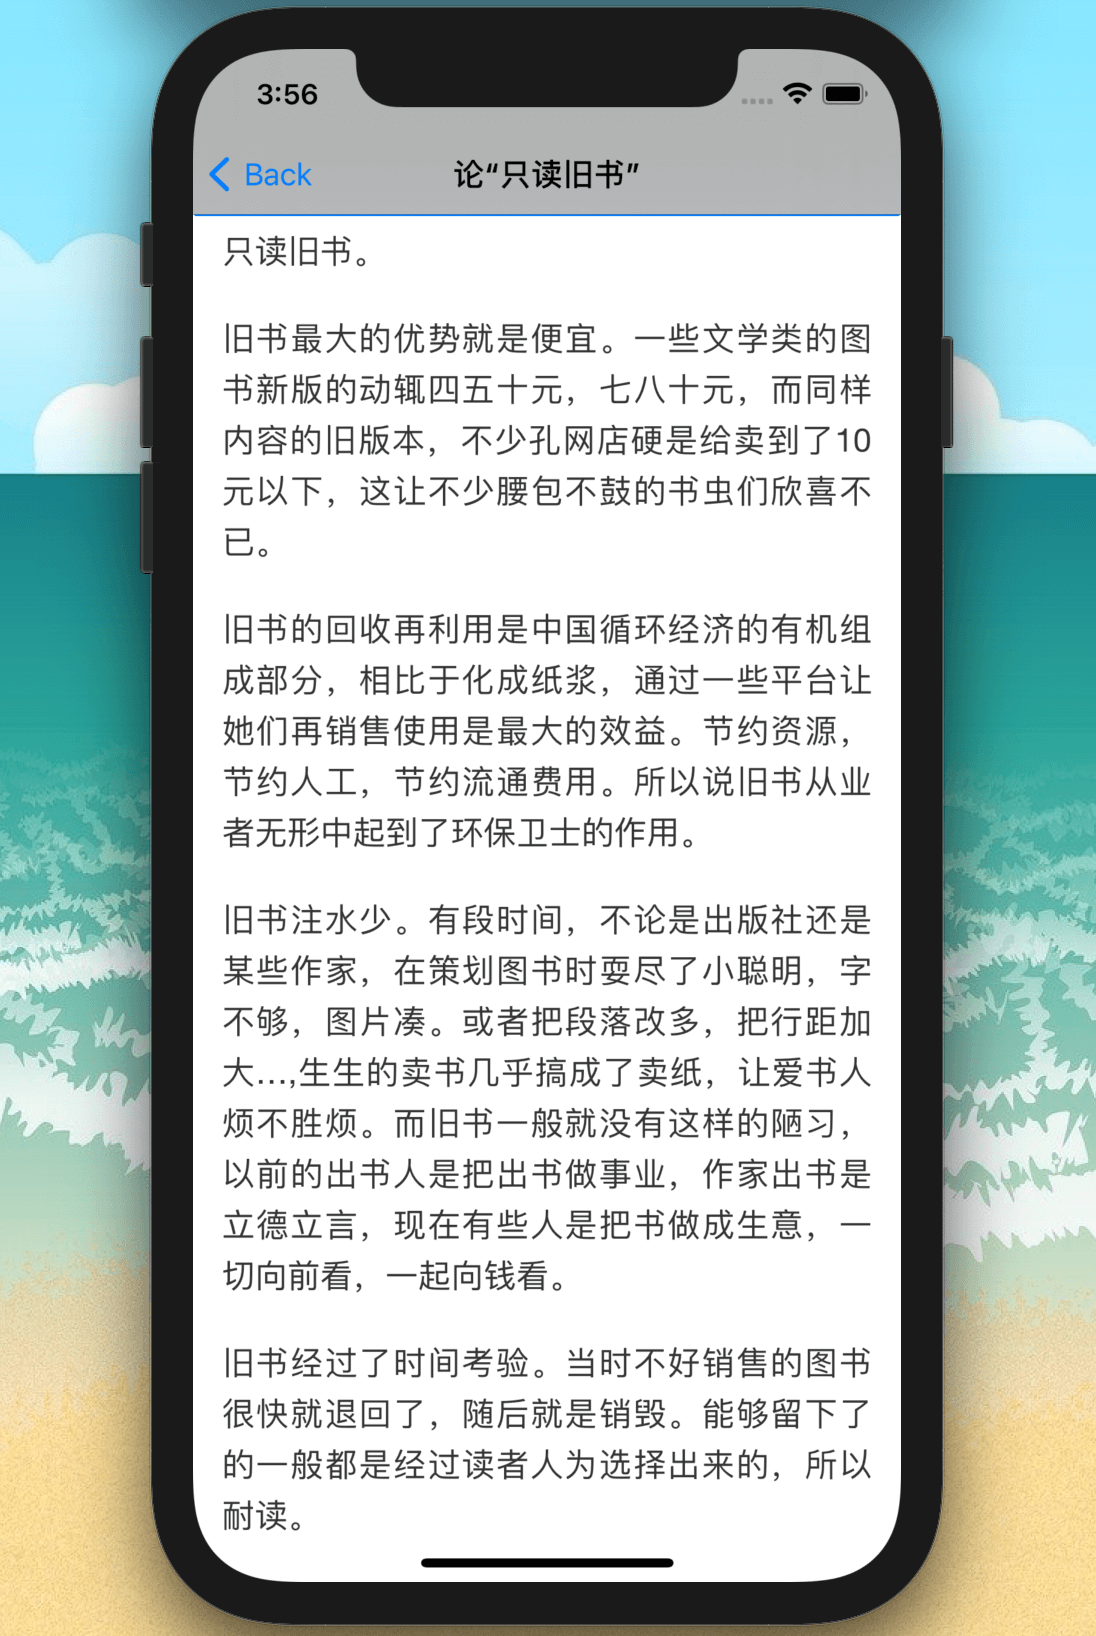 3:56
Back
论“只读旧书”
只读旧书。
旧书最大的优势就是便宜。一些文学类的图
书新版的动辄四五十元，七八十元，而同样
内容的旧版本，不少孔网店硬是给卖到了10
元以下，这让不少腰包不鼓的书虫们欣喜不
已。
旧书的回收再利用是中国循环经济的有机组
成部分，相比于化成纸浆，通过一些平台让
她们再销售使用是最大的效益。节约资源，
节约人工，节约流通费用。所以说旧书从业
者无形中起到了环保卫士的作用。
旧书注水少。有段时间，不论是出版社还是
某些作家，在策划图书时耍尽了小聪明，字
不够，图片凑。或者把段落改多，把行距加
大...,生生的卖书几乎搞成了卖纸，让爱书人
烦不胜烦。而旧书一般就没有这样的陋习，
以前的出书人是把出书做事业，作家出书是
立德立言，现在有些人是把书做成生意，一
切向前看，一起向钱看。
旧书经过了时间考验。当时不好销售的图书
很快就退回了，随后就是销毁。能够留下了
的一般都是经过读者人为选择出来的，所以
耐读。